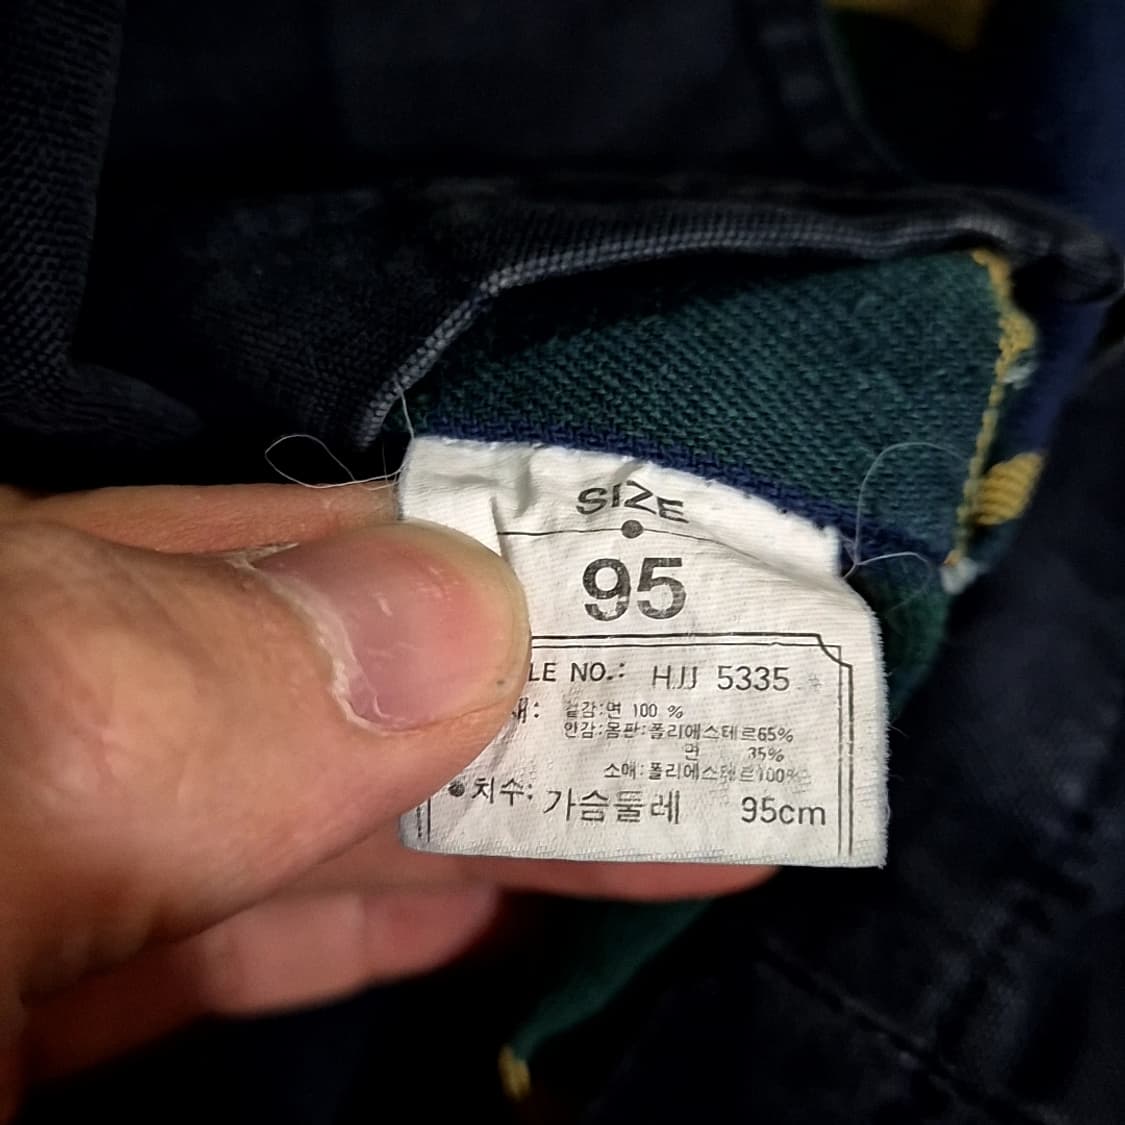 SIZE
95
LE NO.: HJJ 5335
재: 겉감:면 100 %
안감:몸판:폴리에스테르65%
면 35%
소매:폴리에스테르100%
치수: 가슴둘레 95cm